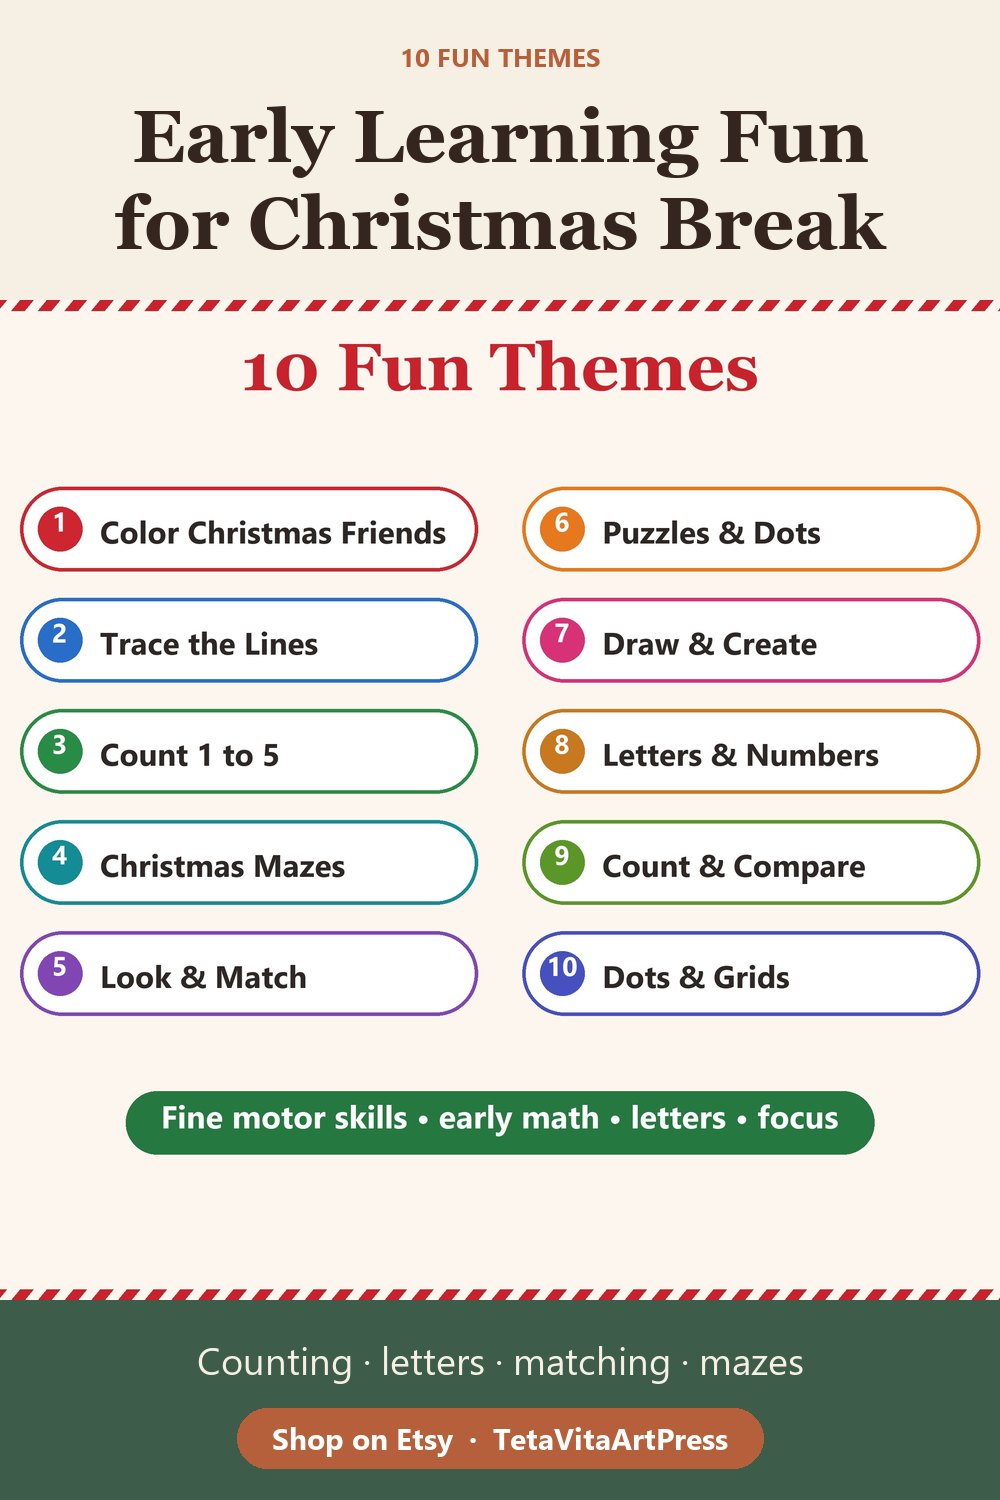 10 FUN THEMES
Early Learning Fun
for Christmas Break
10 Fun Themes
1 Color Christmas Friends
2 Trace the Lines
3 Count 1 to 5
4 Christmas Mazes
5 Look & Match
6 Puzzles & Dots
7 Draw & Create
8 Letters & Numbers
9 Count & Compare
10 Dots & Grids
Fine motor skills • early math • letters • focus
Counting · letters · matching · mazes
Shop on Etsy · TetaVitaArtPress